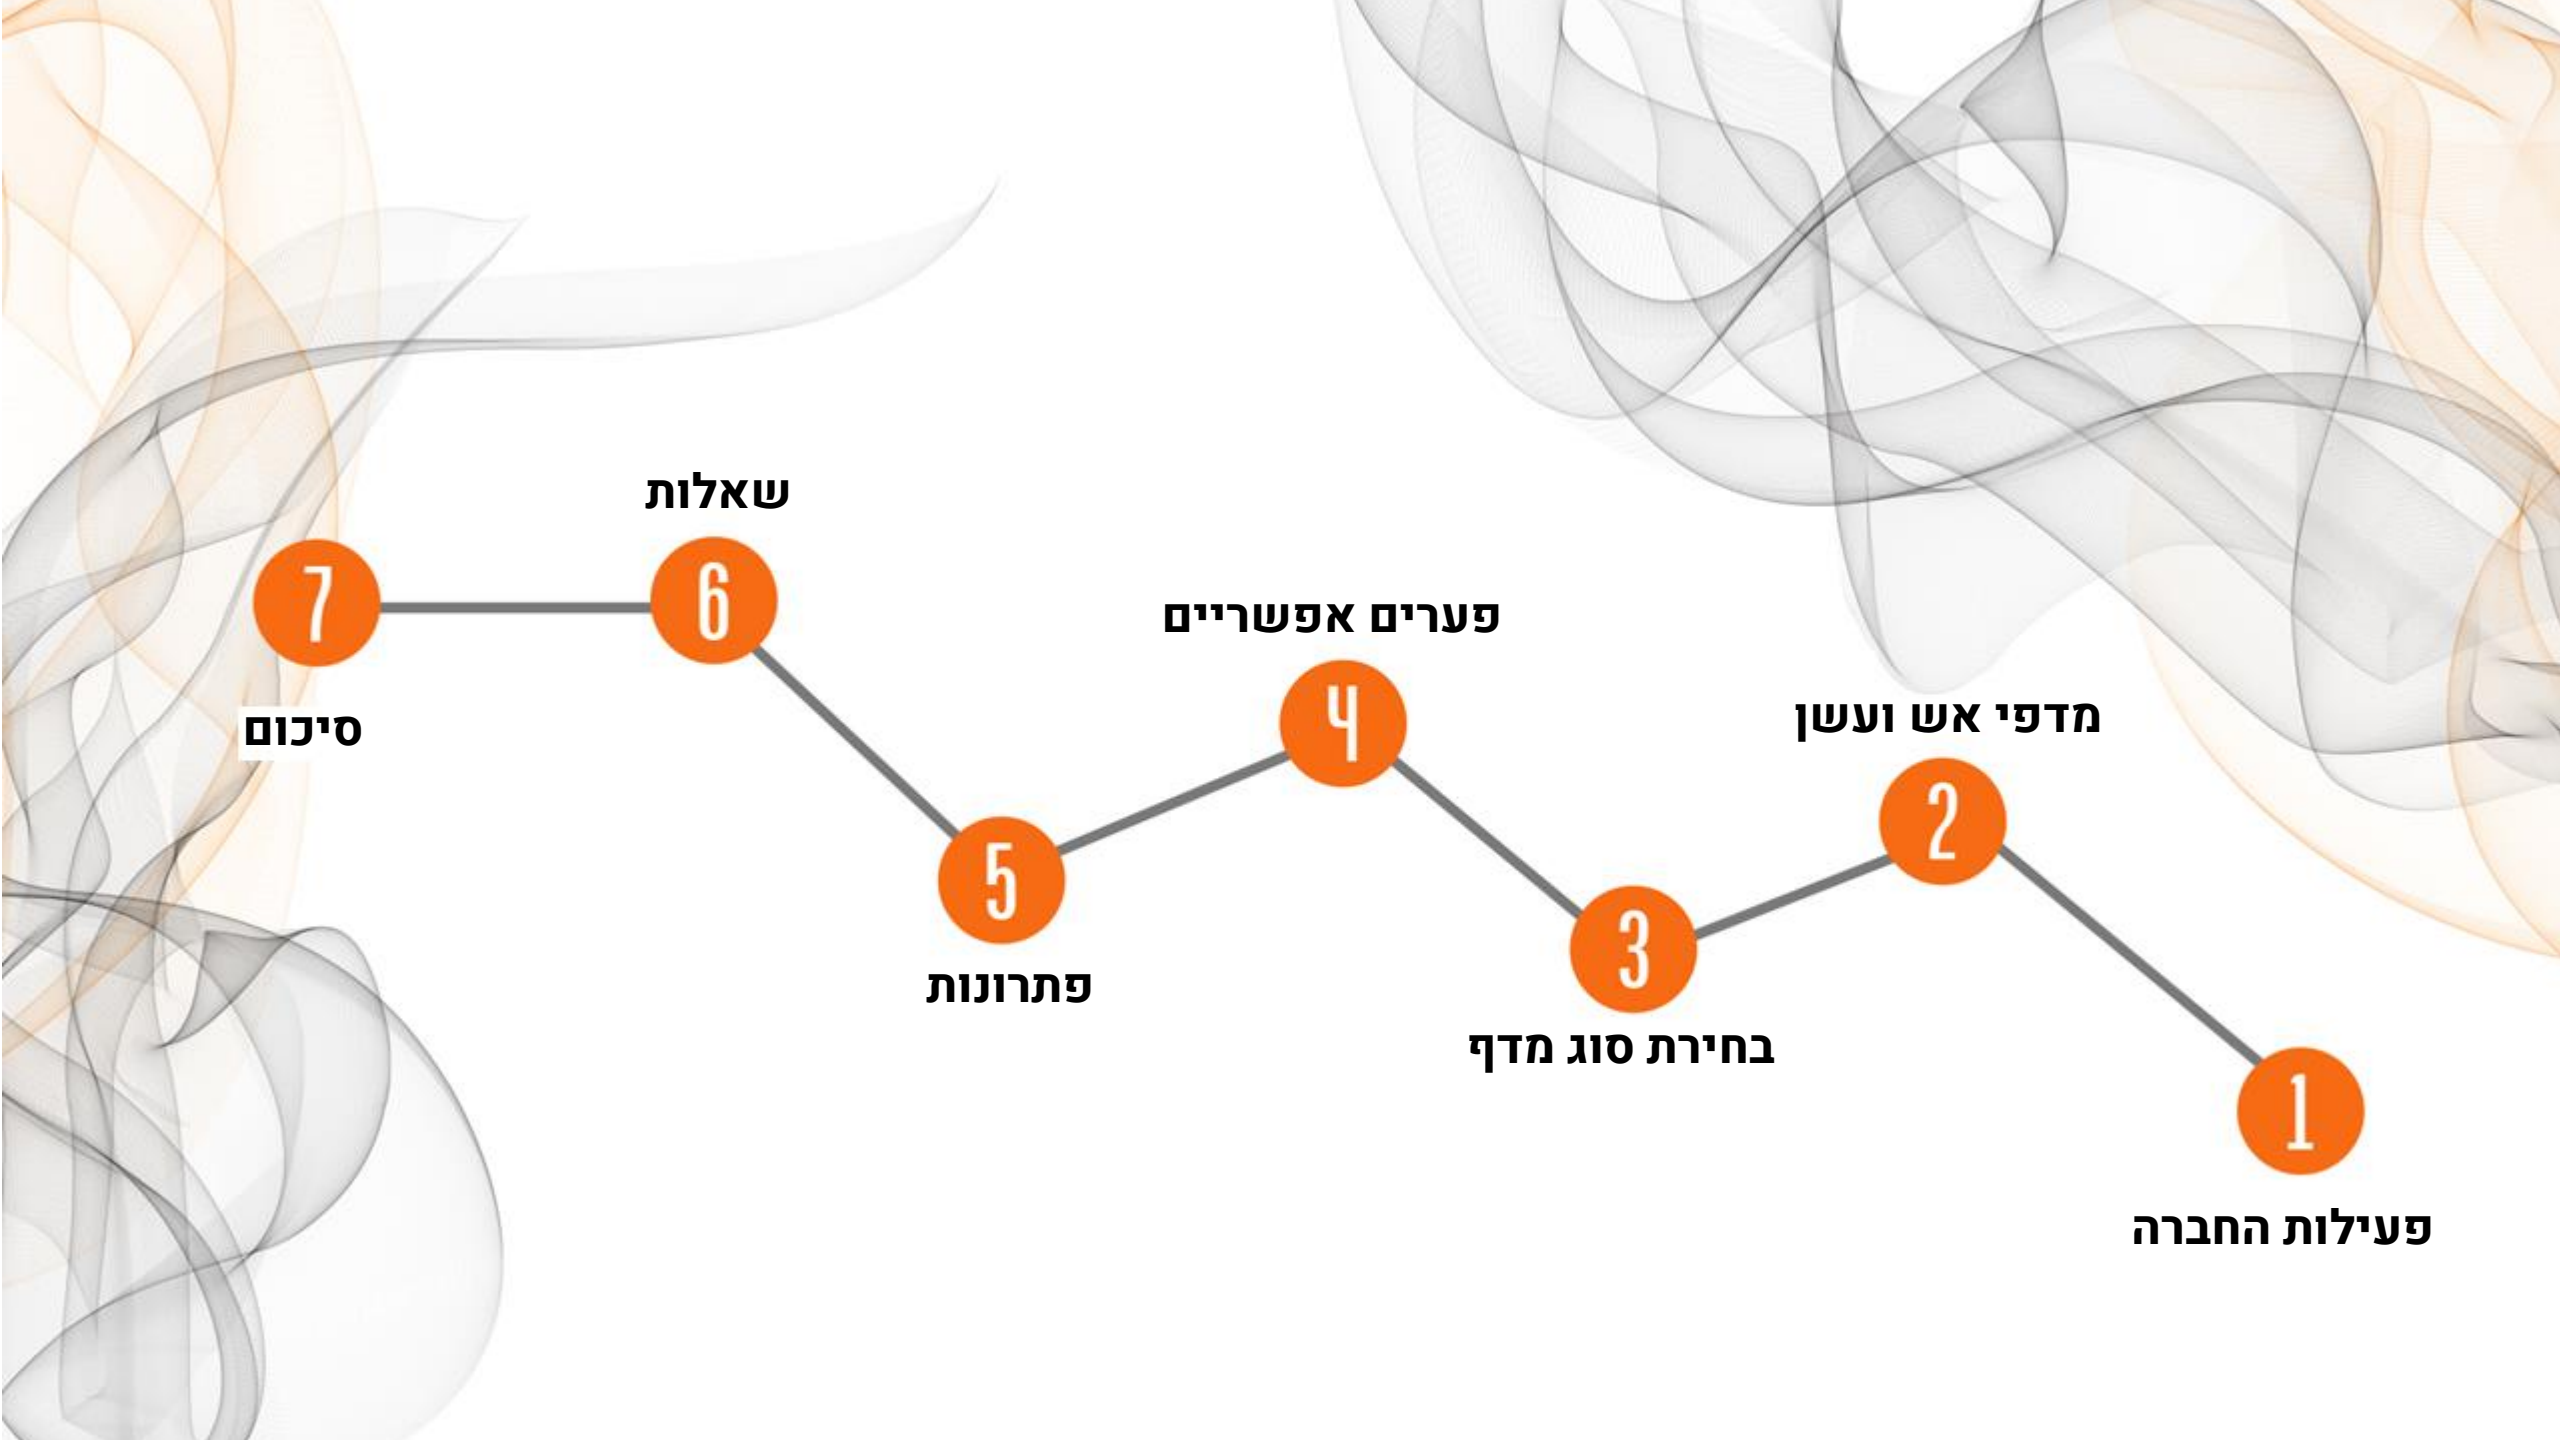 1
פעילות החברה
2
מדפי אש ועשן
3
בחירת סוג מדף
4
פערים אפשריים
5
פתרונות
6
שאלות
7
סיכום